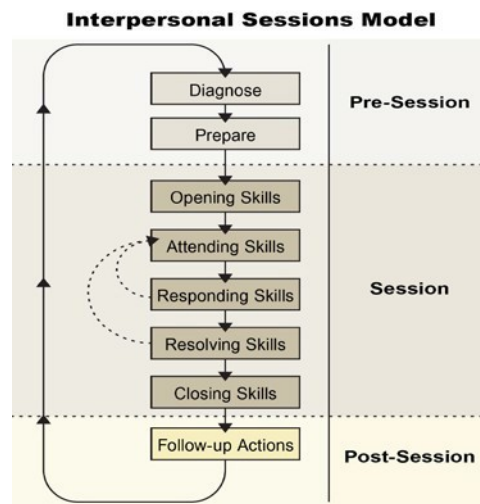 Interpersonal Sessions Model
Diagnose
Pre-Session
Prepare
Opening Skills
Attending Skills
Responding Skills
Session
Resolving Skills
Closing Skills
Follow-up Actions
Post-Session